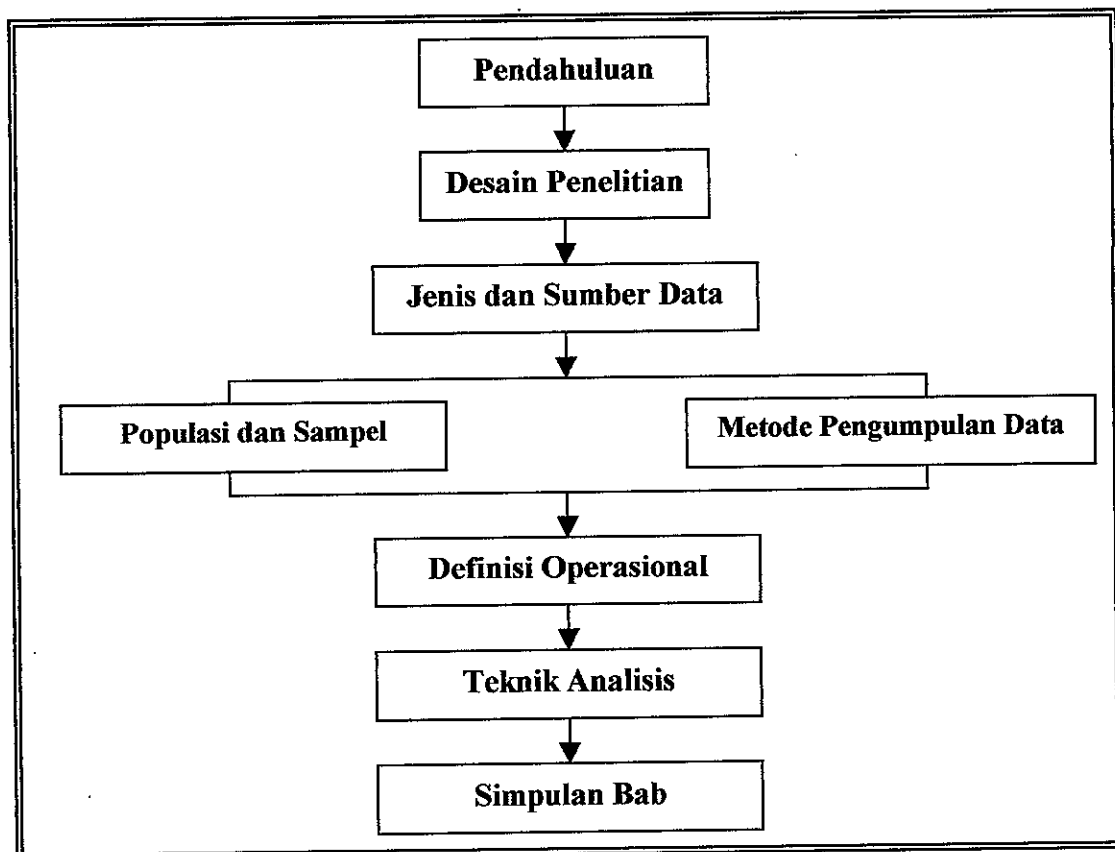 Pendahuluan
Desain Penelitian
Jenis dan Sumber Data
Populasi dan Sampel
Metode Pengumpulan Data
Definisi Operasional
Teknik Analisis
Simpulan Bab